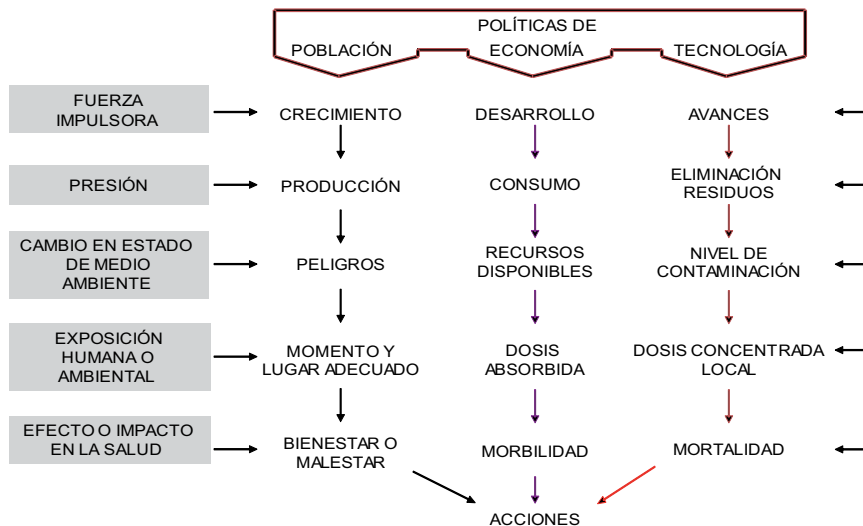 POLÍTICAS DE
POBLACIÓN
ECONOMÍA
TECNOLOGÍA
FUERZA
IMPULSORA
CRECIMIENTO
DESARROLLO
AVANCES
PRESIÓN
PRODUCCIÓN
CONSUMO
ELIMINACIÓN
RESIDUOS
CAMBIO EN ESTADO
DE MEDIO
AMBIENTE
PELIGROS
RECURSOS
DISPONIBLES
NIVEL DE
CONTAMINACIÓN
EXPOSICIÓN
HUMANA O
AMBIENTAL
MOMENTO Y
LUGAR ADECUADO
DOSIS
ABSORBIDA
DOSIS CONCENTRADA
LOCAL
EFECTO O IMPACTO
EN LA SALUD
BIENESTAR O
MALESTAR
MORBILIDAD
MORTALIDAD
ACCIONES